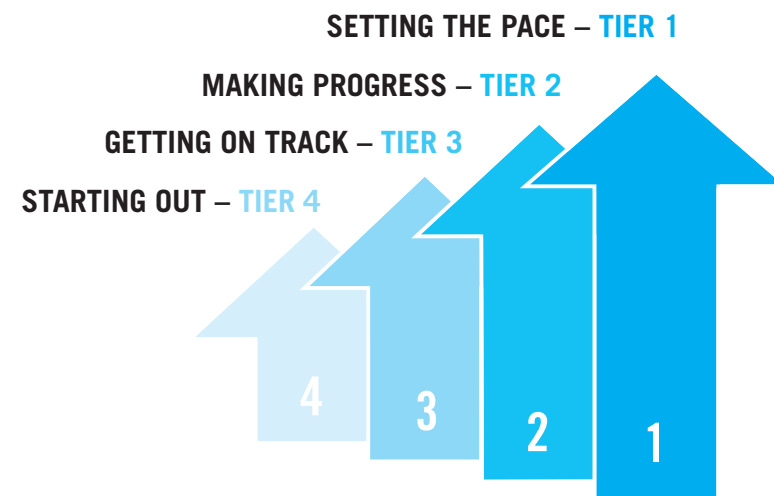 SETTING THE PACE – TIER 1
MAKING PROGRESS – TIER 2
GETTING ON TRACK – TIER 3
STARTING OUT – TIER 4
4
3
2
1